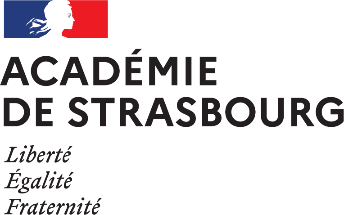 ACADÉMIE
DE STRASBOURG
Liberté
Égalité
Fraternité